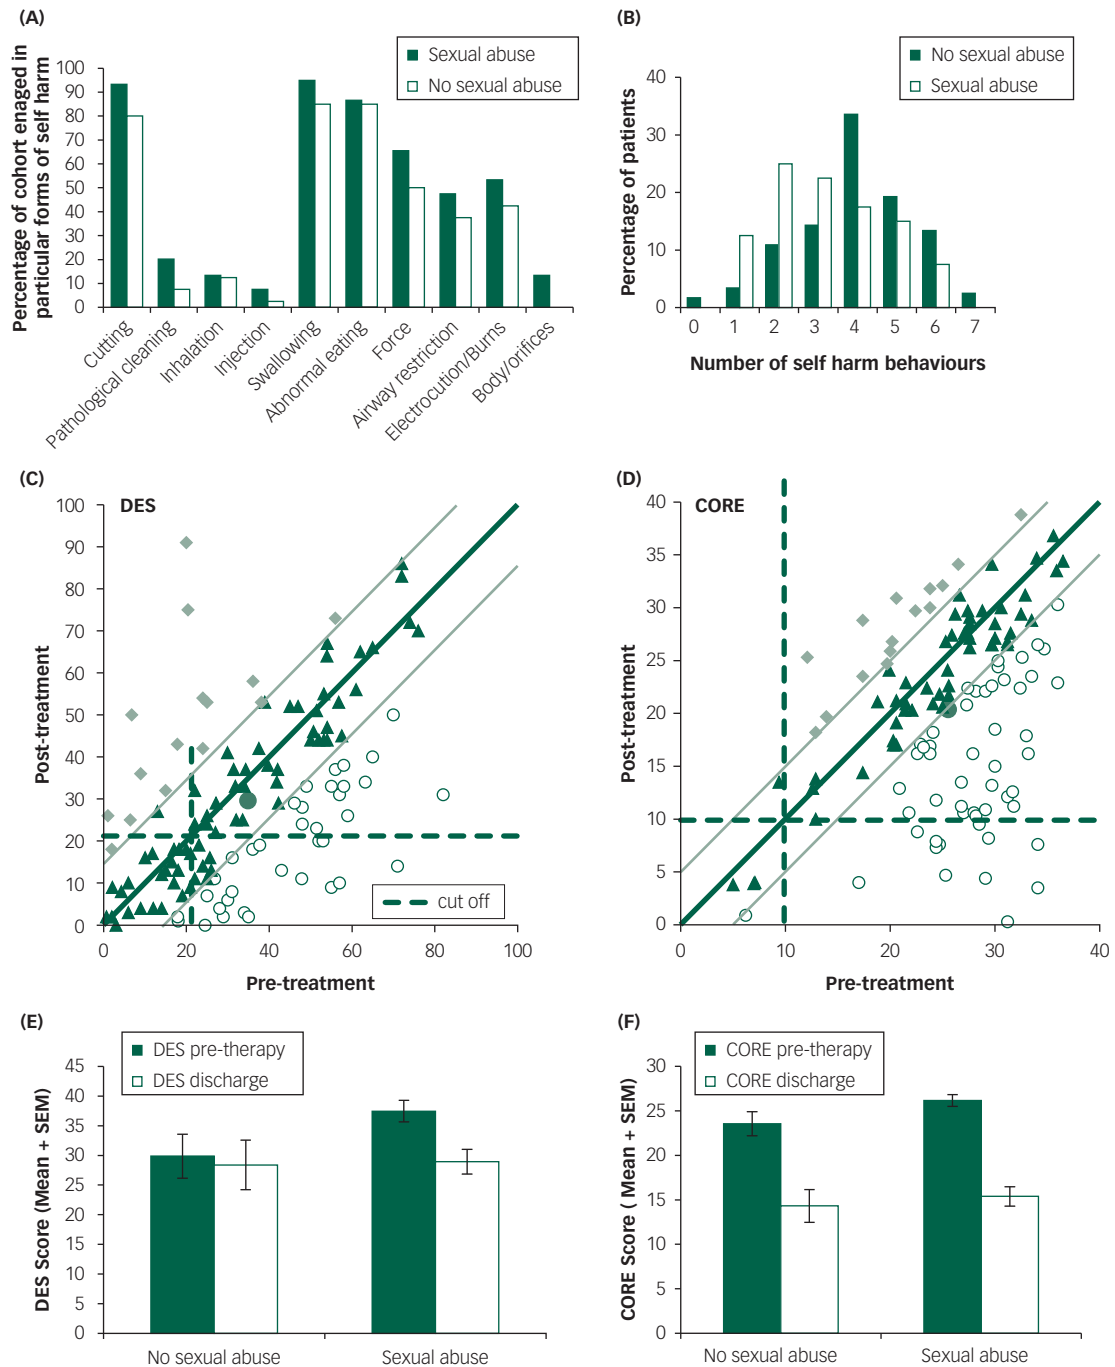 (A)
Sexual abuse
No sexual abuse
Percentage of cohort enaged in
particular forms of self harm
100
90
80
70
60
50
40
30
20
10
0
Cutting
Pathological cleaning
Inhalation
Injection
Swallowing
Abnormal eating
Force
Airway restriction
Electrocution/Burns
Body/orifices
(B)
No sexual abuse
Sexual abuse
Percentage of patients
40
30
20
10
0
0 1 2 3 4 5 6 7
Number of self harm behaviours
(C)
DES
Post-treatment
100
90
80
70
60
50
40
30
20
10
0
cut off
0 20 40 60 80 100
Pre-treatment
(D)
CORE
Post-treatment
40
35
30
25
20
15
10
5
0
0 10 20 30 40
Pre-treatment
(E)
DES pre-therapy
DES discharge
DES Score (Mean + SEM)
45
40
35
30
25
20
15
10
5
0
No sexual abuse Sexual abuse
(F)
CORE pre-therapy
CORE discharge
CORE Score ( Mean + SEM)
30
25
20
15
10
5
0
No sexual abuse Sexual abuse